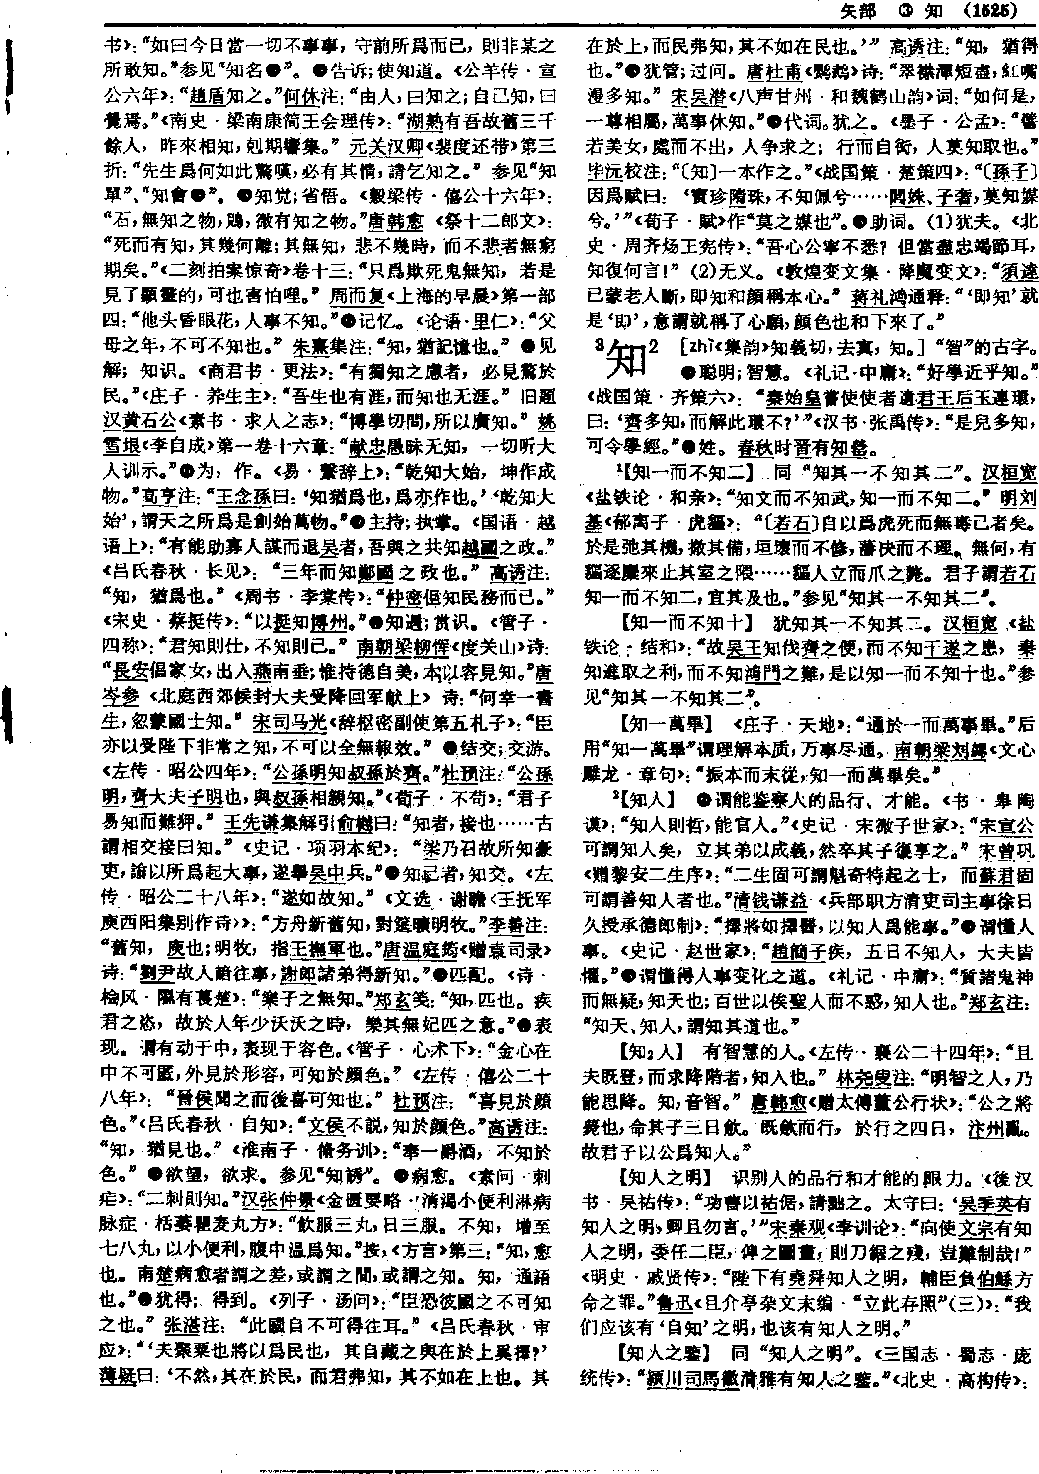 矢部 ③ 知 (1525)
书》：“如曰今日當一切不事事，守前所爲而已，則非某之
所敢知。”参见“知名●”。●告诉；使知道。《公羊传·宣
公六年》：“趙盾知之。”何休注：“由人，曰知之；自己知，曰
覺焉。”《南史·梁南康简王会理传》：“湖熟有吾故舊三千
餘人，昨來相知，剋期響集。” 元关汉卿《裴度还带》第三
折：“先生爲何如此驚嘆，必有其情，請乞知之。” 参见“知
單”、“知會●”。 ●知觉；省悟。《穀梁传·僖公十六年》：
“石，無知之物，鶂，微有知之物。”唐韩愈 《祭十二郎文》：
“死而有知，其幾何離；其無知，悲不幾時，而不悲者無窮
期矣。”《二刻拍案惊奇》卷十三：“只爲欺死鬼無知，若是
見了顯靈的，可也害怕哩。” 周而复《上海的早晨》第一部
四：“他头昏眼花，人事不知。”●记忆。《论语·里仁》：“父
母之年，不可不知也。” 朱熹集注：“知，猶記憶也。” ●见
解；知识。《商君书·更法》：“有獨知之慮者，必見驁於
民。”《庄子·养生主》：“吾生也有涯，而知也无涯。” 旧题
汉黄石公《素书·求人之志》：“博學切問，所以廣知。” 姚
雪垠《李自成》第一卷十六章：“献忠愚昧无知，一切听大
人训示。”●为，作。《易·繫辞上》：“乾知大始，坤作成
物。”高亨注：“王念孫曰：‘知猶爲也，爲亦作也。’‘乾知大
始’，謂天之所爲是創始萬物。”●主持；执掌。《国语·越
语上》：“有能助寡人謀而退吴者，吾與之共知越國之政。”
《吕氏春秋·长见》：“三年而知鄭國之政也。” 高诱注：
“知，猶爲也。”《周书·李棠传》：“仲密但知民務而已。”
《宋史·蔡挺传》：“以挺知博州。”●知遇；赏识。《管子·
四称》：“君知則仕，不知則已。” 南朝梁柳恽《度关山》诗：
“長安倡家女，出入燕南垂；惟持德自美，本以容見知。”唐
岑参 《北庭西郊候封大夫受降回军献上》 诗：“何幸一書
生，忽蒙國士知。” 宋司马光《辞枢密副使第五札子》：“臣
亦以受陛下非常之知，不可以全無報效。” ●结交；交游。
《左传·昭公四年》：“公孫明知叔孫於齊。”杜预注：“公孫
明，齊大夫子明也，與叔孫相親知。”《荀子·不苟》：“君子
易知而難狎。” 王先谦集解引俞樾曰：“知者，接也……古
謂相交接曰知。”《史记·项羽本纪》：“梁乃召故所知豪
吏，諭以所爲起大事，遂舉吴中兵。”●知己者，知交。《左
传·昭公二十八年》：“遂如故知。”《文选·谢瞻〈王抚军
庾西阳集别作诗〉》：“方舟新舊知，對筵曠明牧。”李善注：
“舊知，庾也；明牧，指王撫軍也。”唐温庭筠《赠袁司录》
诗：“劉尹故人諳往事，謝郎諸弟得新知。”●匹配。《诗·
桧风·隰有萇楚》：“樂子之無知。”郑玄笺：“知，匹也。疾
君之恣，故於人年少沃沃之時，樂其無妃匹之意。”●表
现。谓有动于中，表现于容色。《管子·心术下》：“金心在
中不可匿，外見於形容，可知於顏色。”《左传·僖公二十
八年》：“晉侯聞之而後喜可知也。” 杜预注：“喜見於顏
色。”《吕氏春秋·自知》：“文侯不説，知於顏色。”高诱注：
“知，猶見也。”《淮南子·脩务训》：“奉一爵酒，不知於
色。” ●欲望，欲求。参见“知誘”。 ●病愈。《素问·刺
疟》：“二刺則知。”汉张仲景《金匮要略·消渴小便利淋病
脉症·栝蒌瞿麦丸方》：“飲服三丸，日三服。不知，增至
七八丸，以小便利，腹中温爲知。”按，《方言》第三：“知，愈
也。南楚病愈者謂之差，或謂之間，或謂之知。知，通語
也。”●犹得；得到。《列子·汤问》：“臣恐彼國之不可知
之也。” 张湛注：“此國自不可得往耳。”《吕氏春秋·审
应》：“‘夫聚粟也將以爲民也，其自藏之與在於上奚擇？’
薄疑曰：‘不然，其在於民，而君弗知，其不如在上也。其
在於上，而民弗知，其不如在民也。’” 高诱注：“知，猶得
也。”●犹管；过问。唐杜甫《鸂鶒》诗：“翠襟渾短盡，紅嘴
漫多知。” 宋吴潜《八声甘州·和魏鹤山韵》词：“如何是，
一尊相屬，萬事休知。”●代词。犹之。《墨子·公孟》：“譬
若美女，處而不出，人争求之；行而自衒，人莫知取也。”
毕沅校注：“〔知〕一本作之。”《战国策·楚策四》：“〔孫子〕
因爲賦曰：‘寳珍隋珠，不知佩兮……閭姝、子奢，莫知媒
兮。’”《荀子·赋》作“莫之媒也”。●助词。(1)犹夫。《北
史·周齐炀王宪传》：“吾心公寧不悉？但當盡忠竭節耳，
知復何言！”(2)无义。《敦煌变文集·降魔变文》：“須達
已蒙老人斷，即知和顏稱本心。” 蒋礼鸿通释：“‘即知’就
是‘即’，意謂就稱了心願，顏色也和下來了。”
³知² [zhì《集韵》知義切，去寘，知。]“智”的古字。
●聪明；智慧。《礼记·中庸》：“好學近乎知。”
《战国策·齐策六》：“秦始皇嘗使使者遺君王后玉連環，
曰：‘齊多知，而解此環不？’”《汉书·张禹传》：“是兒多知，
可令學經。”●姓。春秋时晋有知罃。
¹【知一而不知二】 同“知其一不知其二”。汉桓宽
《盐铁论·和亲》：“知文而不知武，知一而不知二。”明刘
基《郁离子·虎貙》：“〔若石〕自以爲虎死而無毒已者矣。
於是弛其機，撤其備，垣壞而不修，藩决而不理。無何，有
貙逐麋來止其室之隈……貙人立而爪之斃。君子謂若石
知一而不知二，宜其及也。”参见“知其一不知其二”。
【知一而不知十】 犹知其一不知其二。汉桓宽《盐
铁论·结和》：“故吴王知伐齊之便，而不知干遂之患，秦
知進取之利，而不知鴻門之難，是以知一而不知十也。”参
见“知其一不知其二”。
【知一萬畢】《庄子·天地》：“通於一而萬事畢。”后
用“知一萬畢”谓理解本质，万事尽通。南朝梁刘勰《文心
雕龙·章句》：“振本而末從，知一而萬畢矣。”
²【知人】 ●谓能鉴察人的品行、才能。《书·皋陶
谟》：“知人則哲，能官人。”《史记·宋微子世家》：“宋宣公
可謂知人矣，立其弟以成義，然卒其子復享之。”宋曾巩
《赠黎安二生序》：“二生固可謂魁奇特起之士，而蘇君固
可謂善知人者也。”清钱谦益《兵部职方清吏司主事徐日
久授承德郎制》：“擇將如擇醫，以知人爲能事。”●谓懂人
事。《史记·赵世家》：“趙簡子疾，五日不知人，大夫皆
懼。”●谓懂得人事变化之道。《礼记·中庸》：“質諸鬼神
而無疑，知天也；百世以俟聖人而不惑，知人也。”郑玄注：
“知天、知人，謂知其道也。”
【知₂人】 有智慧的人。《左传·襄公二十四年》：“且
夫既登，而求降階者，知人也。” 林尧叟注：“明智之人，乃
能思降。知，音智。” 唐韩愈《赠太傅董公行状》：“公之將
薨也，命其子三日斂。既斂而行，於行之四日，汴州亂。
故君子以公爲知人。”
【知人之明】 识别人的品行和才能的眼力。《後汉
书·吴祐传》：“功曹以祐倨，請黜之。太守曰：‘吴季英有
知人之明，卿且勿言。’”宋秦观《李训论》：“向使文宗有知
人之明，委任二臣，俾之圖畫，則刀鋸之殘，豈難制哉！”
《明史·戚贤传》：“陛下有堯舜知人之明，輔臣負伯鯀方
命之罪。”鲁迅《且介亭杂文末编·“立此存照”(三)》：“我
们应该有‘自知’之明，也该有知人之明。”
【知人之鑒】 同“知人之明”。《三国志·蜀志·庞
统传》：“潁川司馬徽清雅有知人之鑒。”《北史·高构传》：